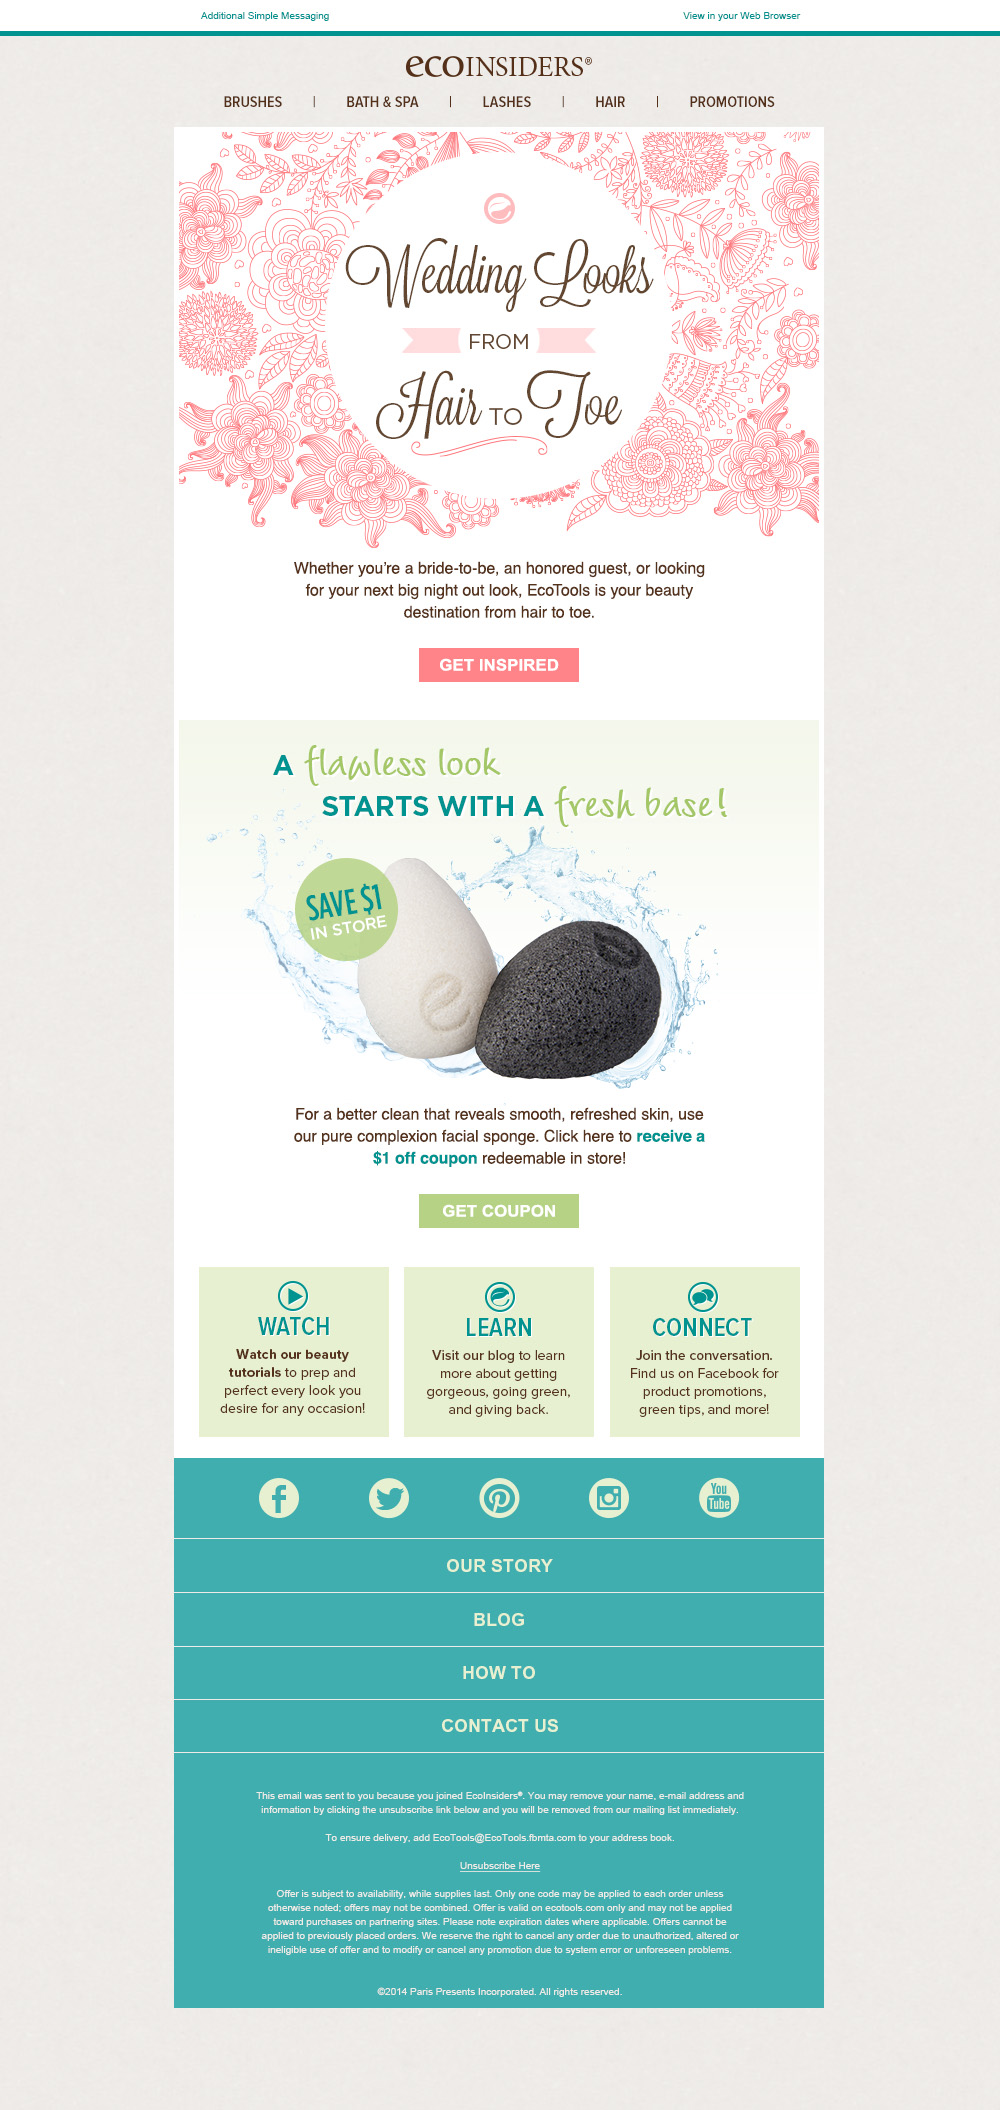 Additional Simple Messaging
View in your Web Browser
ecoINSIDERS®
BRUSHES | BATH & SPA | LASHES | HAIR | PROMOTIONS
Wedding Looks
FROM
Hair TO Toe
Whether you're a bride-to-be, an honored guest, or looking
for your next big night out look, EcoTools is your beauty
destination from hair to toe.
GET INSPIRED
A flawless look
STARTS WITH A fresh base!
SAVE $1
IN STORE
For a better clean that reveals smooth, refreshed skin, use
our pure complexion facial sponge. Click here to receive a
$1 off coupon redeemable in store!
GET COUPON
WATCH
Watch our beauty
tutorials to prep and
perfect every look you
desire for any occasion!
LEARN
Visit our blog to learn
more about getting
gorgeous, going green,
and giving back.
CONNECT
Join the conversation.
Find us on Facebook for
product promotions,
green tips, and more!
You
Tube
OUR STORY
BLOG
HOW TO
CONTACT US
This email was sent to you because you joined EcoInsiders®. You may remove your name, e-mail address and
information by clicking the unsubscribe link below and you will be removed from our mailing list immediately.
To ensure delivery, add EcoTools@EcoTools.fbmta.com to your address book.
Unsubscribe Here
Offer is subject to availability, while supplies last. Only one code may be applied to each order unless
otherwise noted; offers may not be combined. Offer is valid on ecotools.com only and may not be applied
toward purchases on partnering sites. Please note expiration dates where applicable. Offers cannot be
applied to previously placed orders. We reserve the right to cancel any order due to unauthorized, altered or
ineligible use of offer and to modify or cancel any promotion due to system error or unforeseen problems.
©2014 Paris Presents Incorporated. All rights reserved.